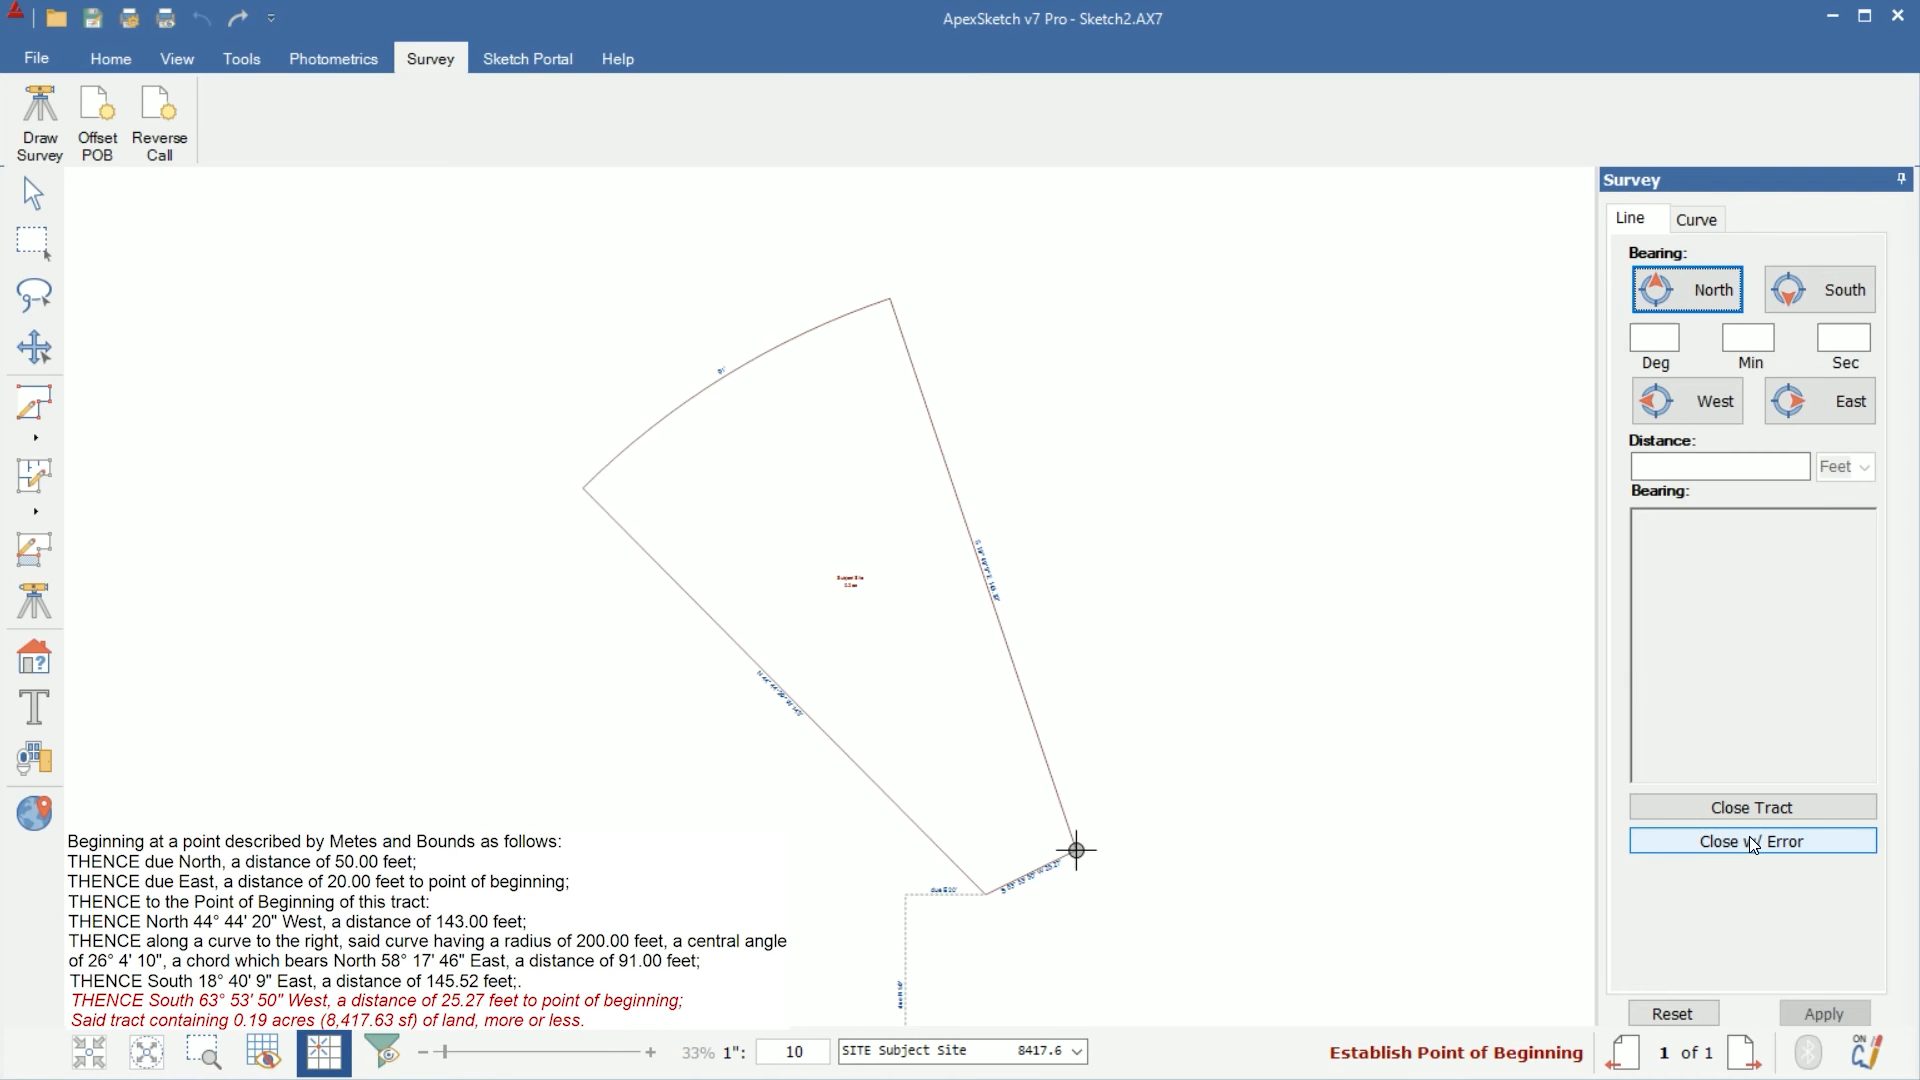 ApexSketch v7 Pro - Sketch2.AX7
File Home View Tools Photometrics Survey Sketch Portal Help
Draw Survey
Offset POB
Reverse Call
Survey
Line Curve
Bearing:
North South
Deg Min Sec
West East
Distance:
Feet
Bearing:
Close Tract
Close w/ Error
Reset Apply
91'
due E 20'
Subject Site
Beginning at a point described by Metes and Bounds as follows:
THENCE due North, a distance of 50.00 feet;
THENCE due East, a distance of 20.00 feet to point of beginning;
THENCE to the Point of Beginning of this tract:
THENCE North 44° 44' 20" West, a distance of 143.00 feet;
THENCE along a curve to the right, said curve having a radius of 200.00 feet, a central angle
of 26° 4' 10", a chord which bears North 58° 17' 46" East, a distance of 91.00 feet;
THENCE South 18° 40' 9" East, a distance of 145.52 feet;.
THENCE South 63° 53' 50" West, a distance of 25.27 feet to point of beginning;
Said tract containing 0.19 acres (8,417.63 sf) of land, more or less.
33% 1": 10 SITE Subject Site 8417.6 Establish Point of Beginning 1 of 1 ON